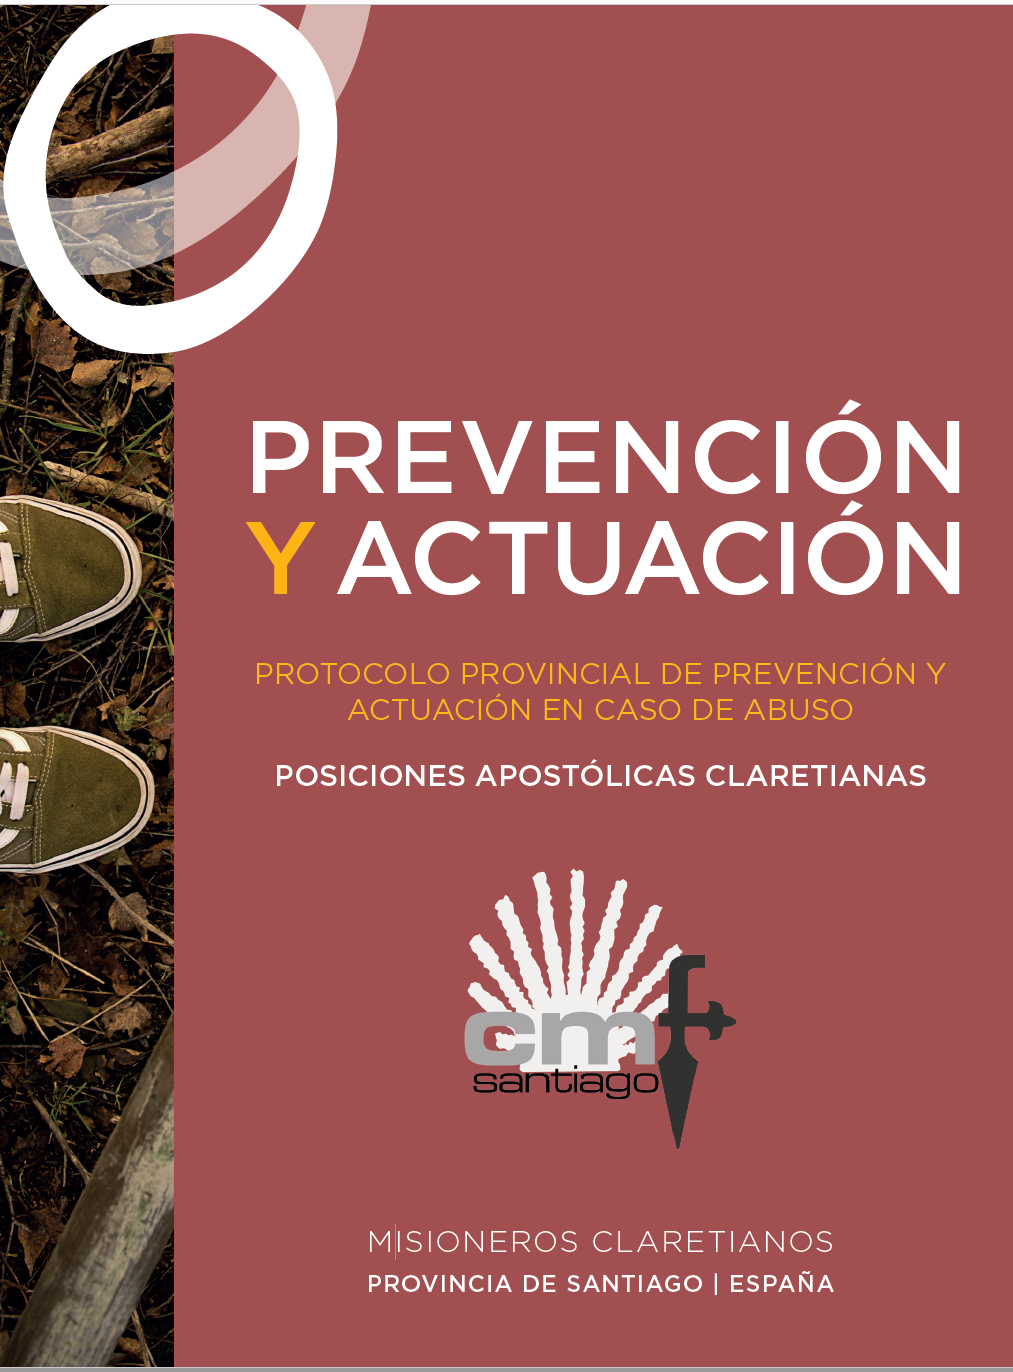 PREVENCIÓN
Y ACTUACIÓN
PROTOCOLO PROVINCIAL DE PREVENCIÓN Y
ACTUACIÓN EN CASO DE ABUSO
POSICIONES APOSTÓLICAS CLARETIANAS
cmf
santiago
MISIONEROS CLARETIANOS
PROVINCIA DE SANTIAGO | ESPAÑA